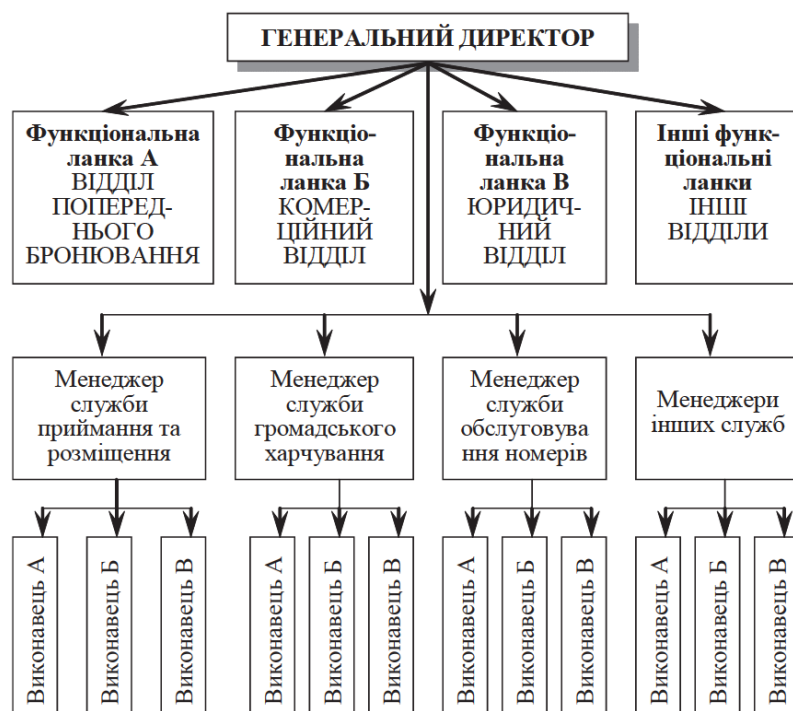 ГЕНЕРАЛЬНИЙ ДИРЕКТОР
Функціональна
ланка А
ВІДДІЛ
ПОПЕРЕД-
НЬОГО
БРОНЮВАННЯ
Функціо-
нальна
ланка Б
КОМЕР-
ЦІЙНИЙ
ВІДДІЛ
Функціо-
нальна
ланка В
ЮРИДИЧ-
НИЙ
ВІДДІЛ
Інші функ-
ціональні
ланки
ІНШІ
ВІДДІЛИ
Менеджер
служби
приймання та
розміщення
Менеджер
служби
громадського
харчування
Менеджер
служби
обслуговува
ння номерів
Менеджери
інших служб
Виконавець А
Виконавець Б
Виконавець В
Виконавець А
Виконавець Б
Виконавець В
Виконавець А
Виконавець Б
Виконавець В
Виконавець А
Виконавець Б
Виконавець В